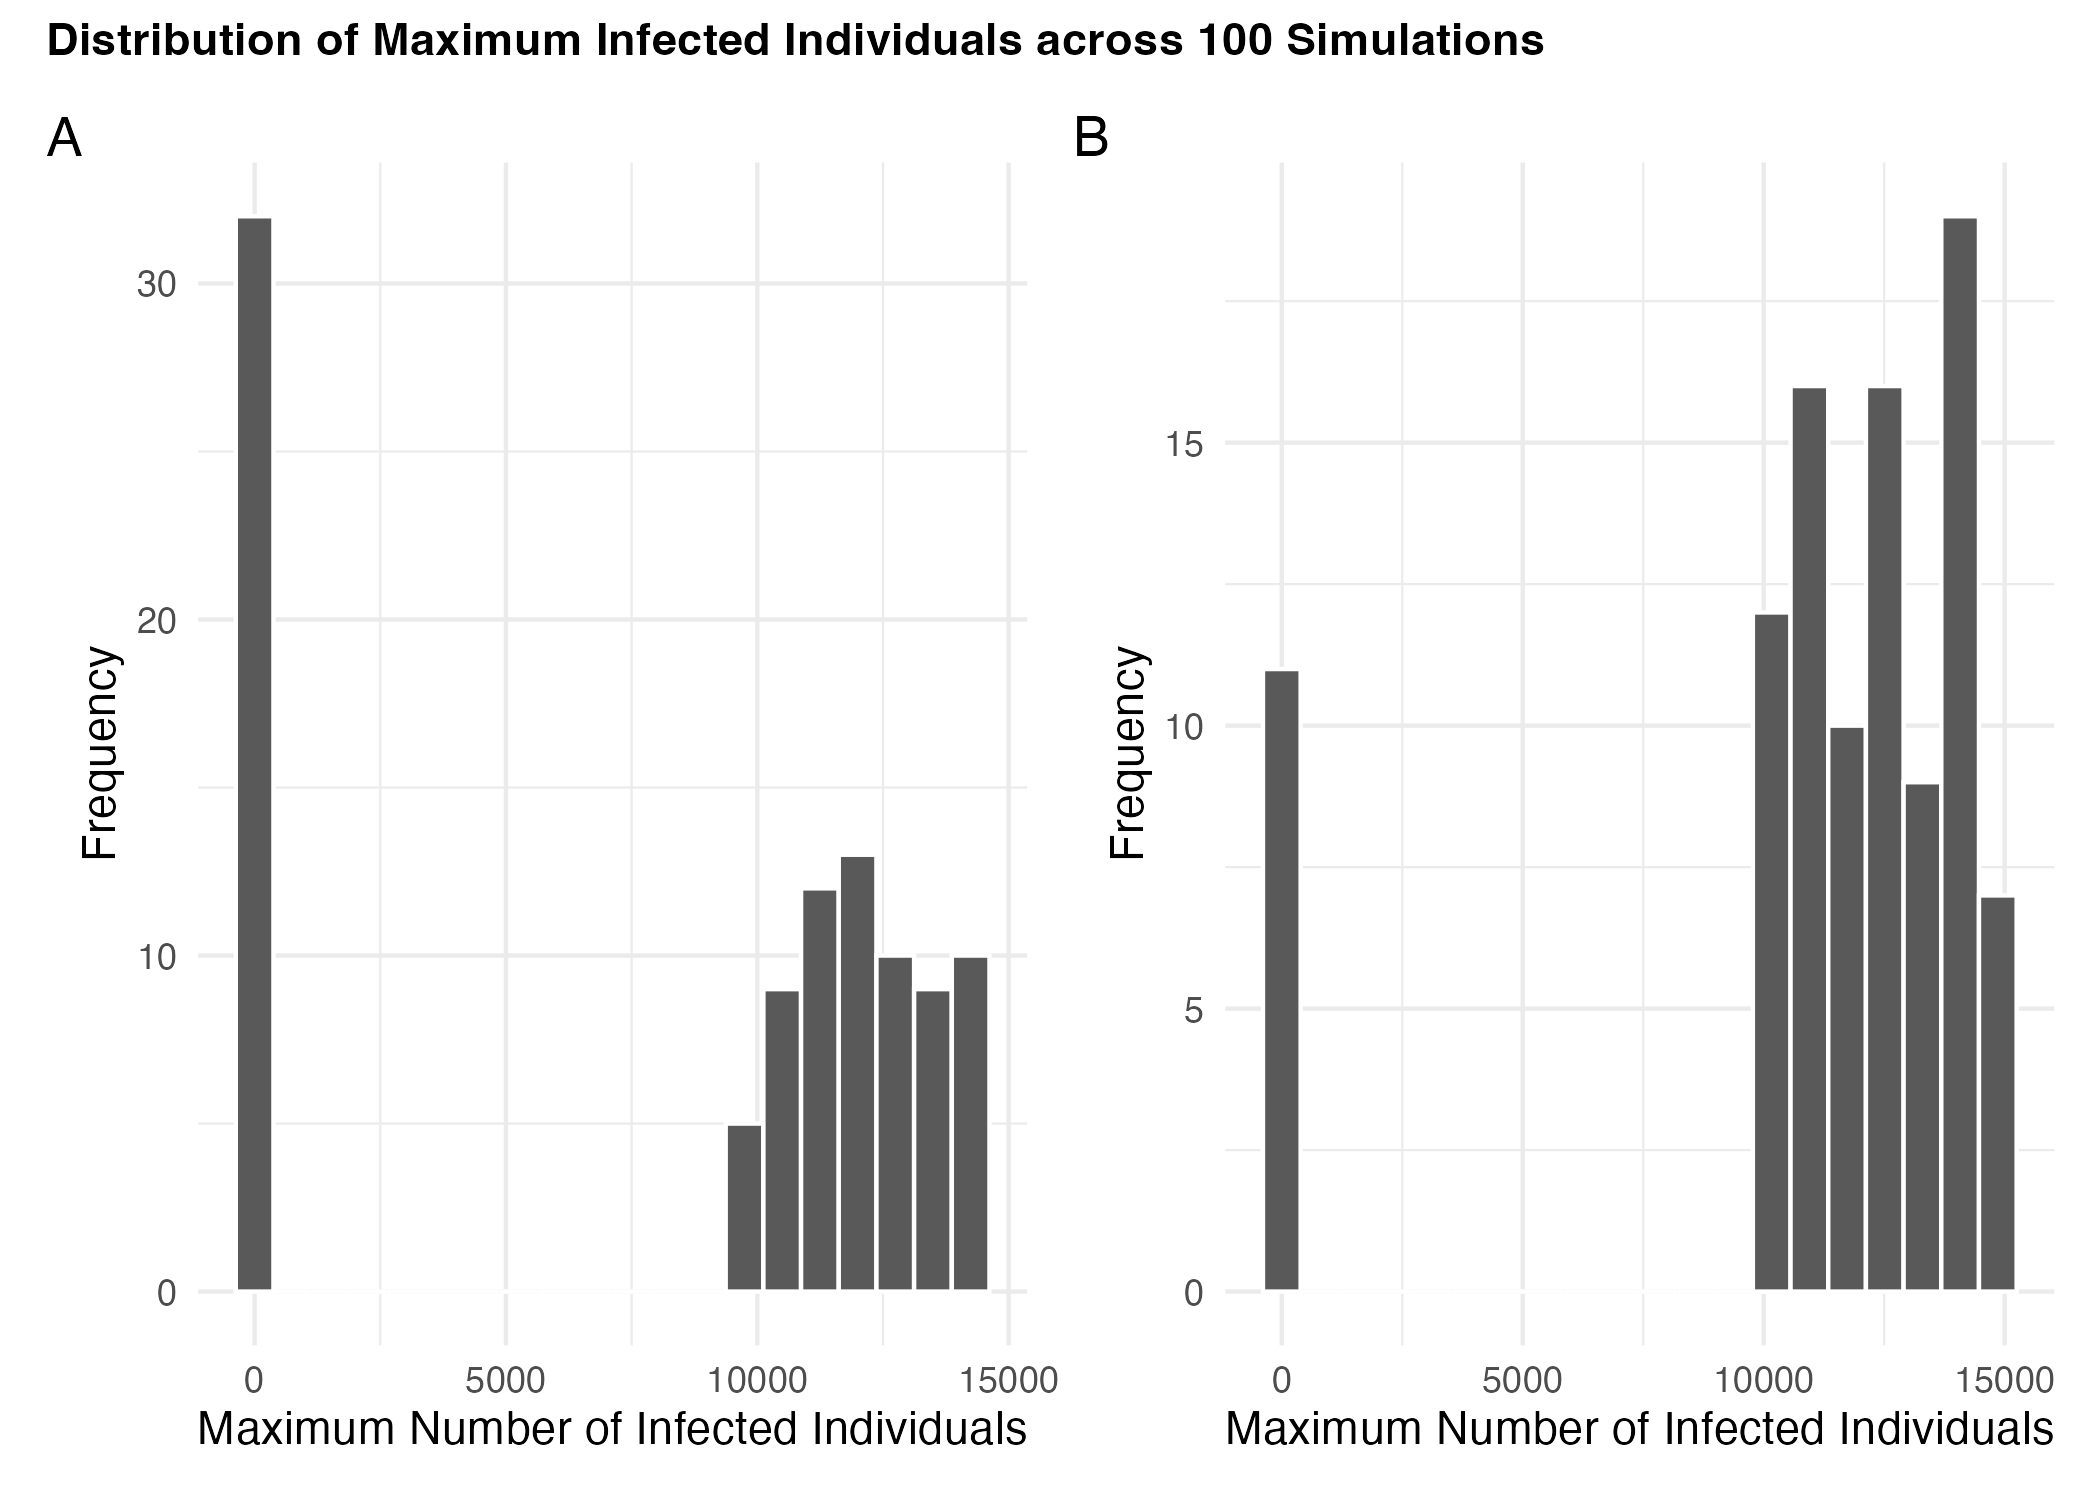 Distribution of Maximum Infected Individuals across 100 Simulations
A
30
20
10
0
Frequency
0 5000 10000 15000
Maximum Number of Infected Individuals
B
15
10
5
0
Frequency
0 5000 10000 15000
Maximum Number of Infected Individuals